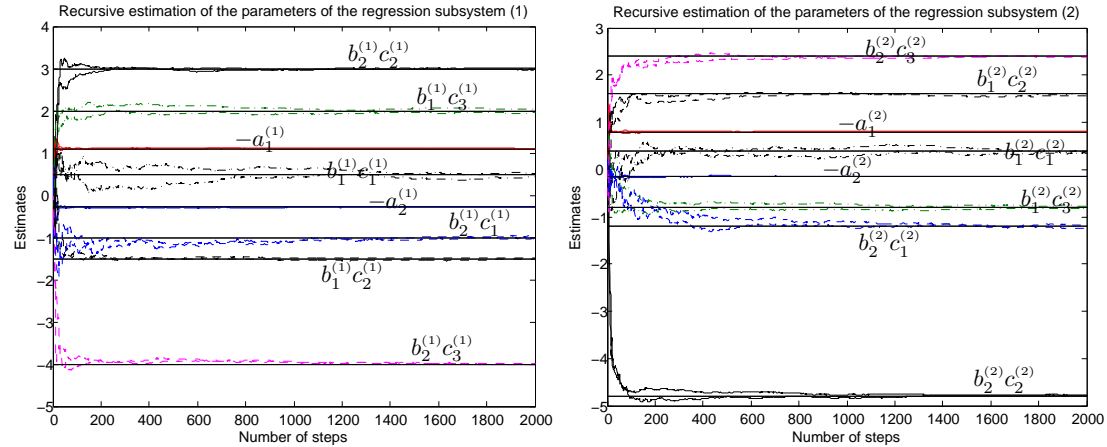 Recursive estimation of the parameters of the regression subsystem (1)
4
3
2
1
0
−1
−2
−3
−4
−5
Estimates
b_2^{(1)}c_2^{(1)}
b_1^{(1)}c_3^{(1)}
−a_1^{(1)}
b_1^{(1)}c_1^{(1)}
−a_2^{(1)}
b_2^{(1)}c_1^{(1)}
b_1^{(1)}c_2^{(1)}
b_2^{(1)}c_3^{(1)}
0 200 400 600 800 1000 1200 1400 1600 1800 2000
Number of steps
Recursive estimation of the parameters of the regression subsystem (2)
3
2
1
0
−1
−2
−3
−4
−5
Estimates
b_2^{(2)}c_3^{(2)}
b_1^{(2)}c_2^{(2)}
−a_1^{(2)}
b_1^{(2)}c_1^{(2)}
−a_2^{(2)}
b_1^{(2)}c_3^{(2)}
b_2^{(2)}c_1^{(2)}
b_2^{(2)}c_2^{(2)}
0 200 400 600 800 1000 1200 1400 1600 1800 2000
Number of steps